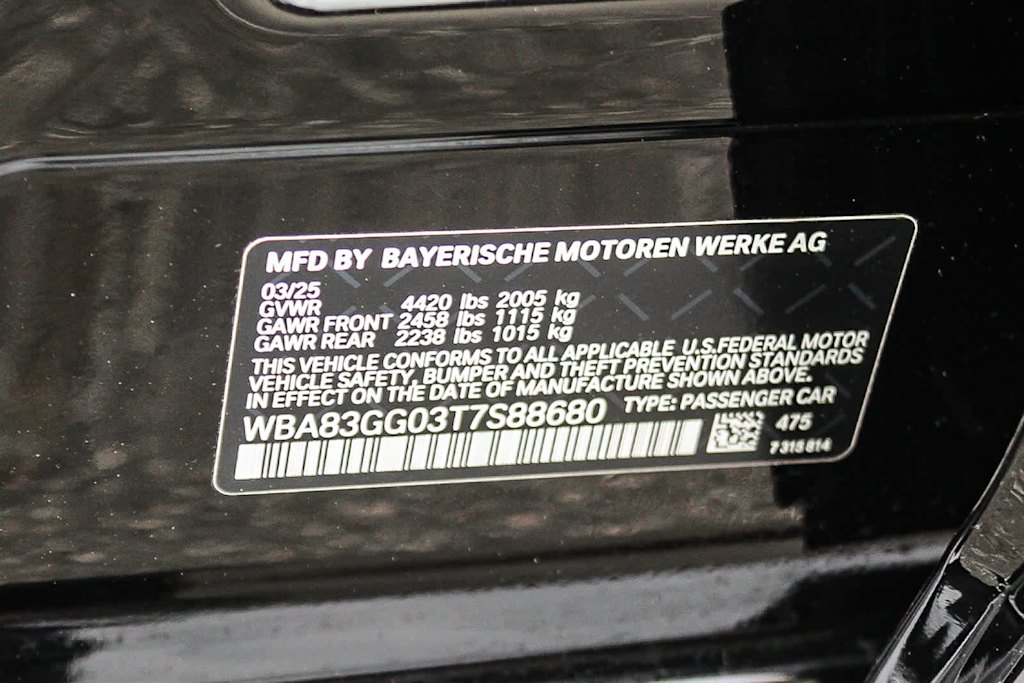 MFD BY BAYERISCHE MOTOREN WERKE AG
03/25
GVWR 4420 lbs 2005 kg
GAWR FRONT 2458 lbs 1115 kg
GAWR REAR 2238 lbs 1015 kg
THIS VEHICLE CONFORMS TO ALL APPLICABLE U.S.FEDERAL MOTOR
VEHICLE SAFETY, BUMPER AND THEFT PREVENTION STANDARDS
IN EFFECT ON THE DATE OF MANUFACTURE SHOWN ABOVE.
WBA83GG03T7S88680 TYPE: PASSENGER CAR
475
7 315 814